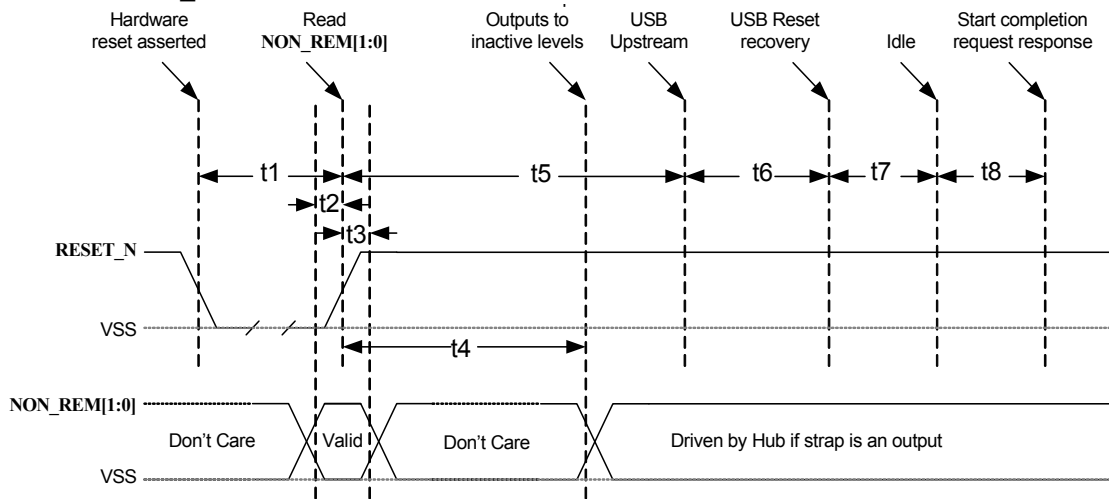 Hardware
reset asserted
Read
NON_REM[1:0]
Outputs to
inactive levels
USB
Upstream
USB Reset
recovery
Idle
Start completion
request response
t1
t5
t6
t7
t8
t2
t3
RESET_N
VSS
t4
NON_REM[1:0]
Don't Care
Valid
Don't Care
Driven by Hub if strap is an output
VSS